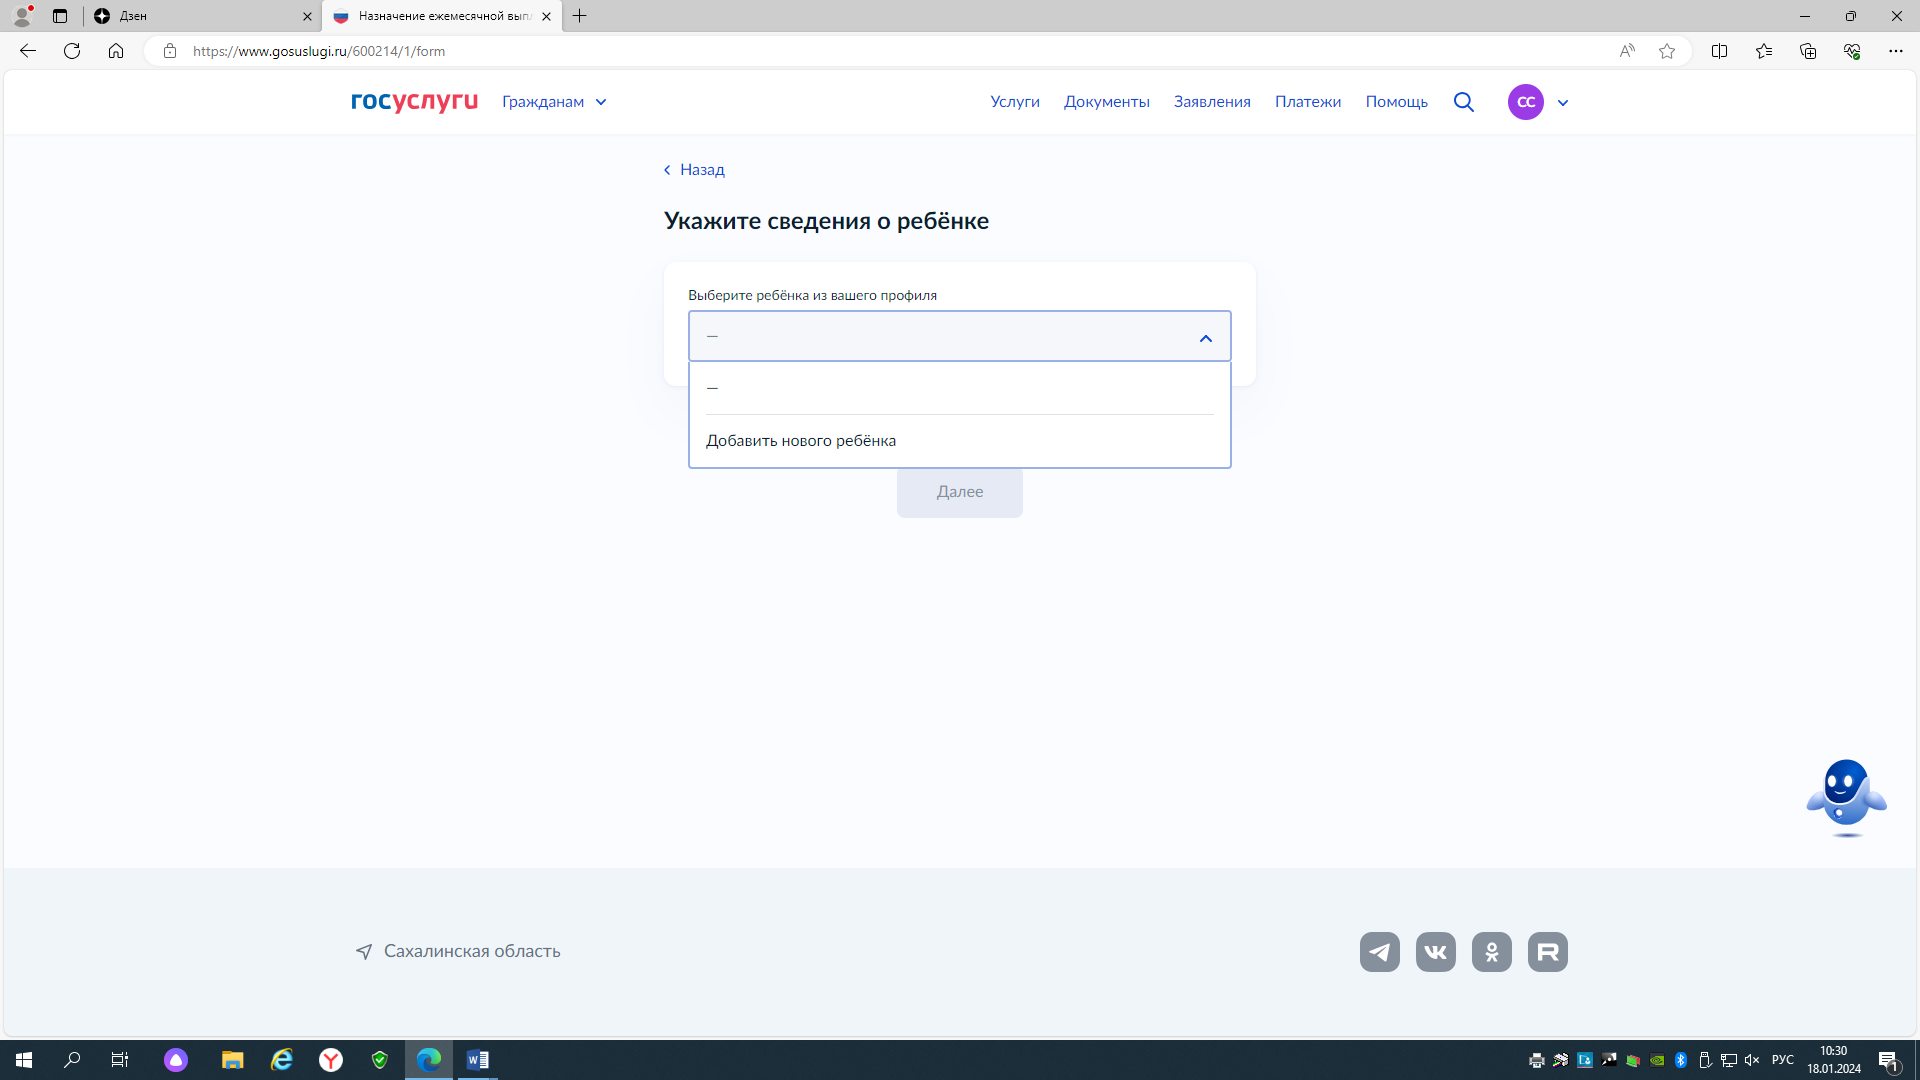 Дзен
Назначение ежемесячной выпл
https://www.gosuslugi.ru/600214/1/form
госуслуги
Гражданам
Услуги
Документы
Заявления
Платежи
Помощь
СС
Назад
Укажите сведения о ребёнке
Выберите ребёнка из вашего профиля
—
—
Добавить нового ребёнка
Далее
Сахалинская область
РУС
10:30
18.01.2024
1